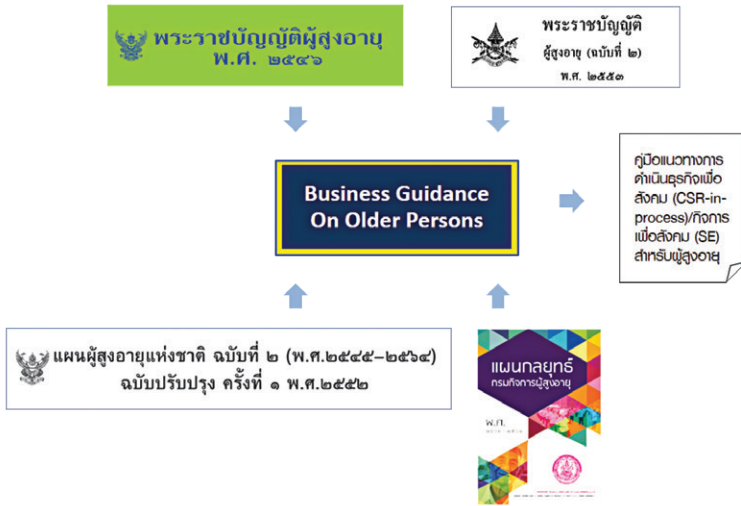 พระราชบัญญัติผู้สูงอายุ
พ.ศ. ๒๕๔๖
พระราชบัญญัติ
ผู้สูงอายุ (ฉบับที่ ๒)
พ.ศ. ๒๕๕๓
Business Guidance
On Older Persons
คู่มือแนวทางการ
ดำเนินธุรกิจเพื่อ
สังคม (CSR-in-
process)/กิจการ
เพื่อสังคม (SE)
สำหรับผู้สูงอายุ
แผนผู้สูงอายุแห่งชาติ ฉบับที่ ๒ (พ.ศ.๒๕๔๕–๒๕๖๔)
ฉบับปรับปรุง ครั้งที่ ๑ พ.ศ.๒๕๕๒
แผนกลยุทธ์
กรมกิจการผู้สูงอายุ
พ.ศ.